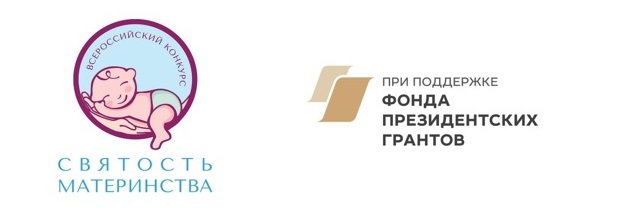 ВСЕРОССИЙСКИЙ КОНКУРС
СВЯТОСТЬ
МАТЕРИНСТВА
ПРИ ПОДДЕРЖКЕ
ФОНДА
ПРЕЗИДЕНТСКИХ
ГРАНТОВ